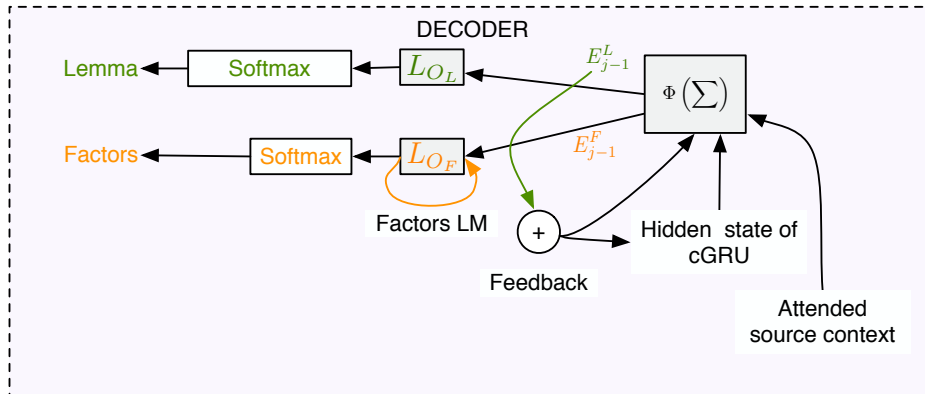 DECODER
Lemma
Softmax
L_{O_L}
E^L_{j-1}
Φ(∑)
Factors
Softmax
L_{O_F}
E^F_{j-1}
Factors LM
+
Feedback
Hidden state of
cGRU
Attended
source context